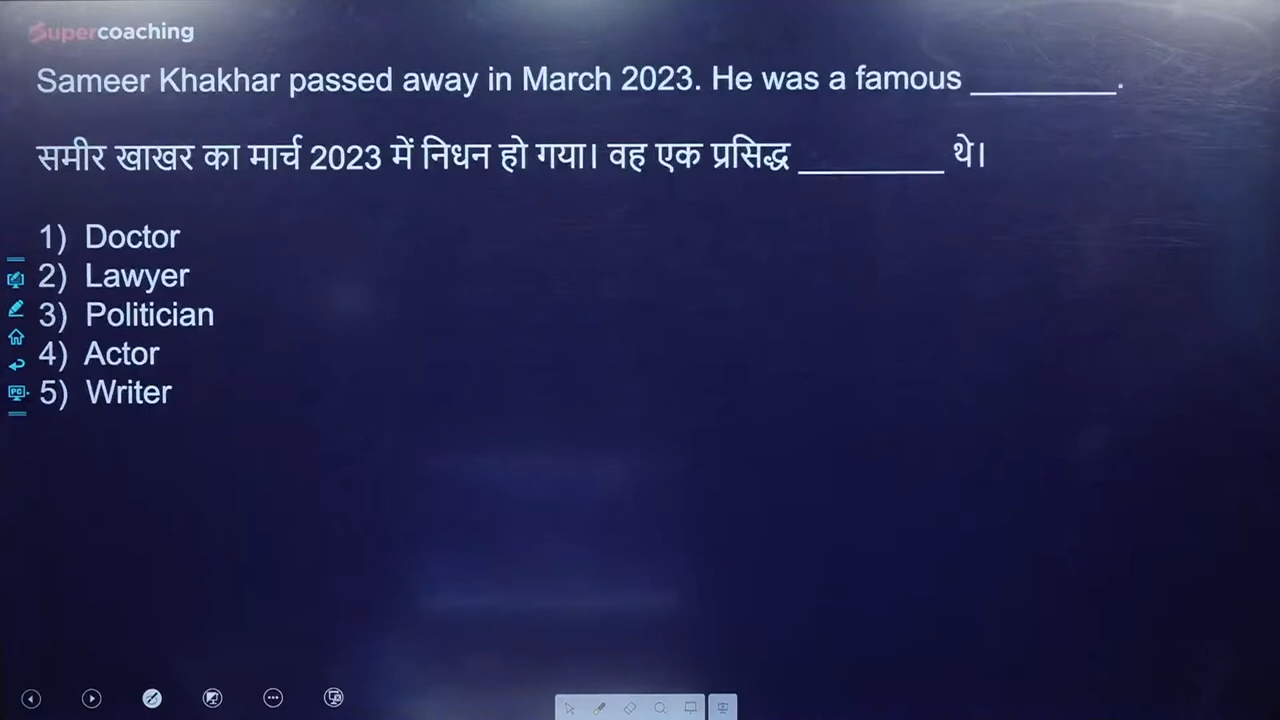 Supercoaching
Sameer Khakhar passed away in March 2023. He was a famous _________.
समीर खाखर का मार्च 2023 में निधन हो गया। वह एक प्रसिद्ध _________ थे।
1) Doctor
2) Lawyer
3) Politician
4) Actor
5) Writer
PC